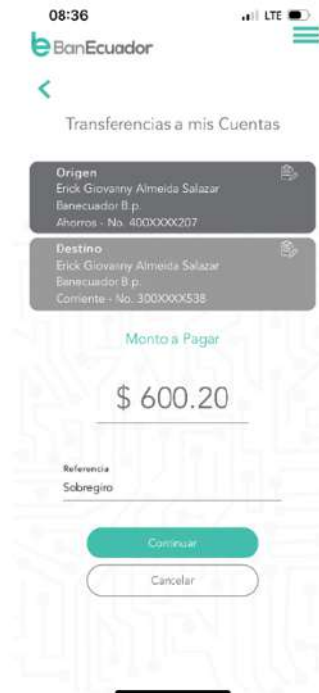 08:36
LTE
BanEcuador
Transferencias a mis Cuentas
Origen
Erick Giovanny Almeida Salazar
Banecuador B.p.
Ahorros - No. 400XXXX207
Destino
Erick Giovanny Almeida Salazar
Banecuador B.p.
Corriente - No. 300XXXX538
Monto a Pagar
$ 600.20
Referencia
Sobregiro
Continuar
Cancelar